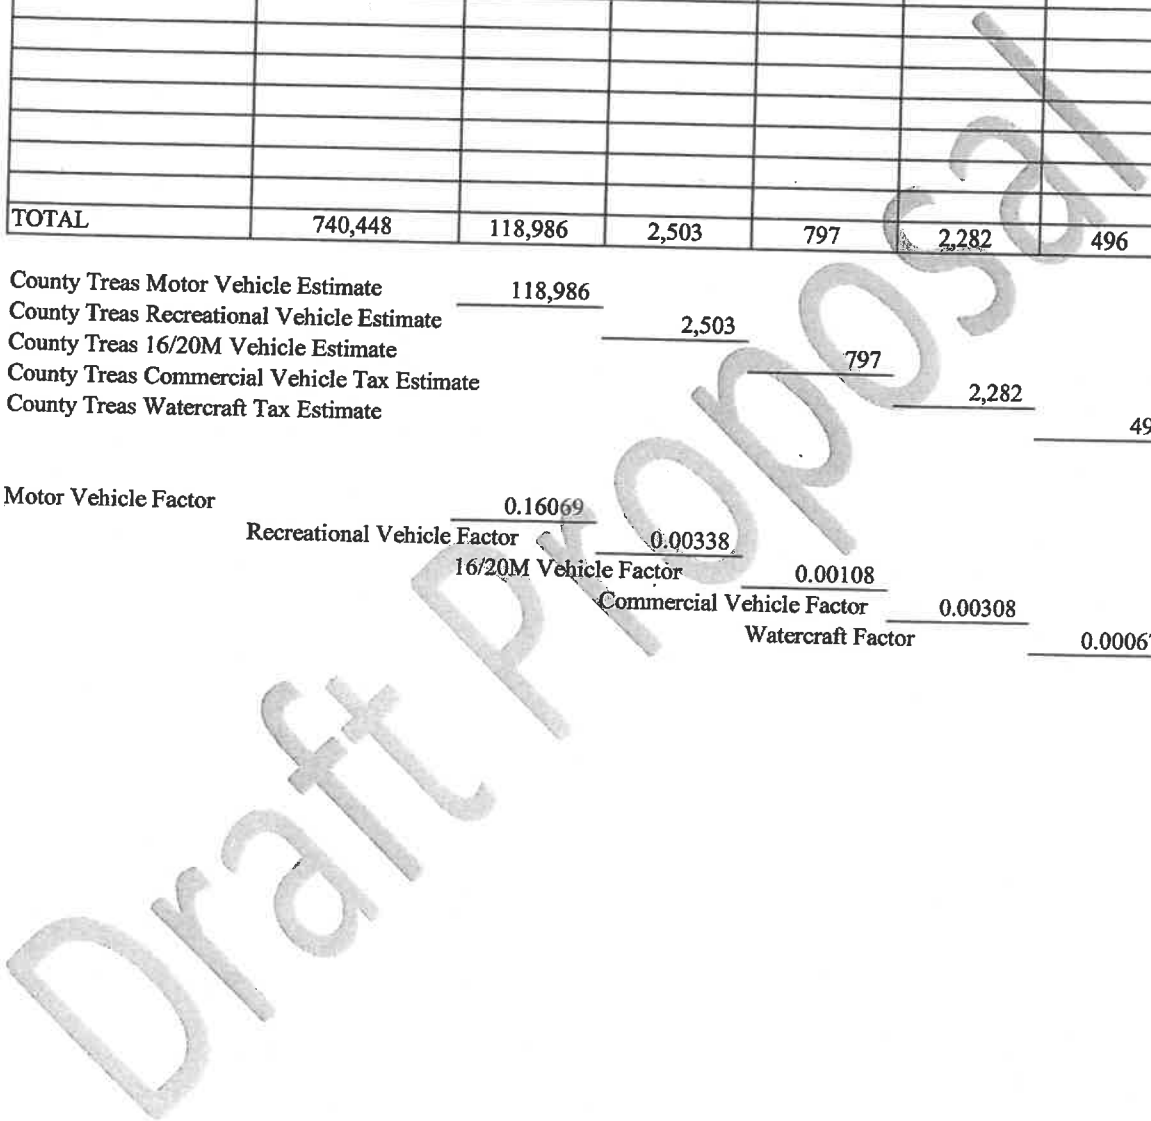 TOTAL 740,448 118,986 2,503 797 2,282 496
County Treas Motor Vehicle Estimate 118,986
County Treas Recreational Vehicle Estimate 2,503
County Treas 16/20M Vehicle Estimate 797
County Treas Commercial Vehicle Tax Estimate 2,282
County Treas Watercraft Tax Estimate 49
Motor Vehicle Factor 0.16069
Recreational Vehicle Factor 0.00338
16/20M Vehicle Factor 0.00108
Commercial Vehicle Factor 0.00308
Watercraft Factor 0.0006
Draft Proposal